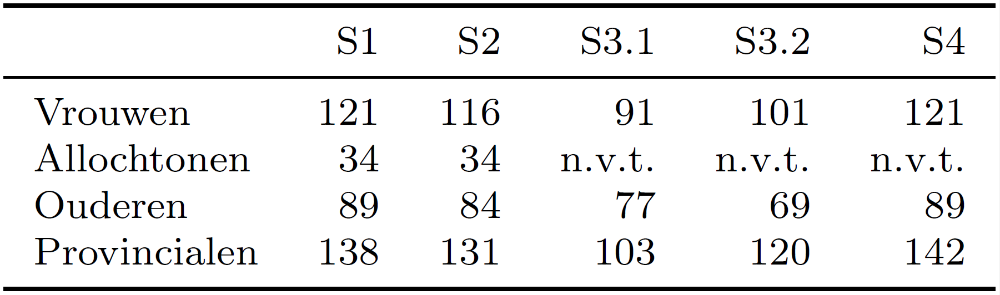 S1 S2 S3.1 S3.2 S4
Vrouwen 121 116 91 101 121
Allochtonen 34 34 n.v.t. n.v.t. n.v.t.
Ouderen 89 84 77 69 89
Provincialen 138 131 103 120 142